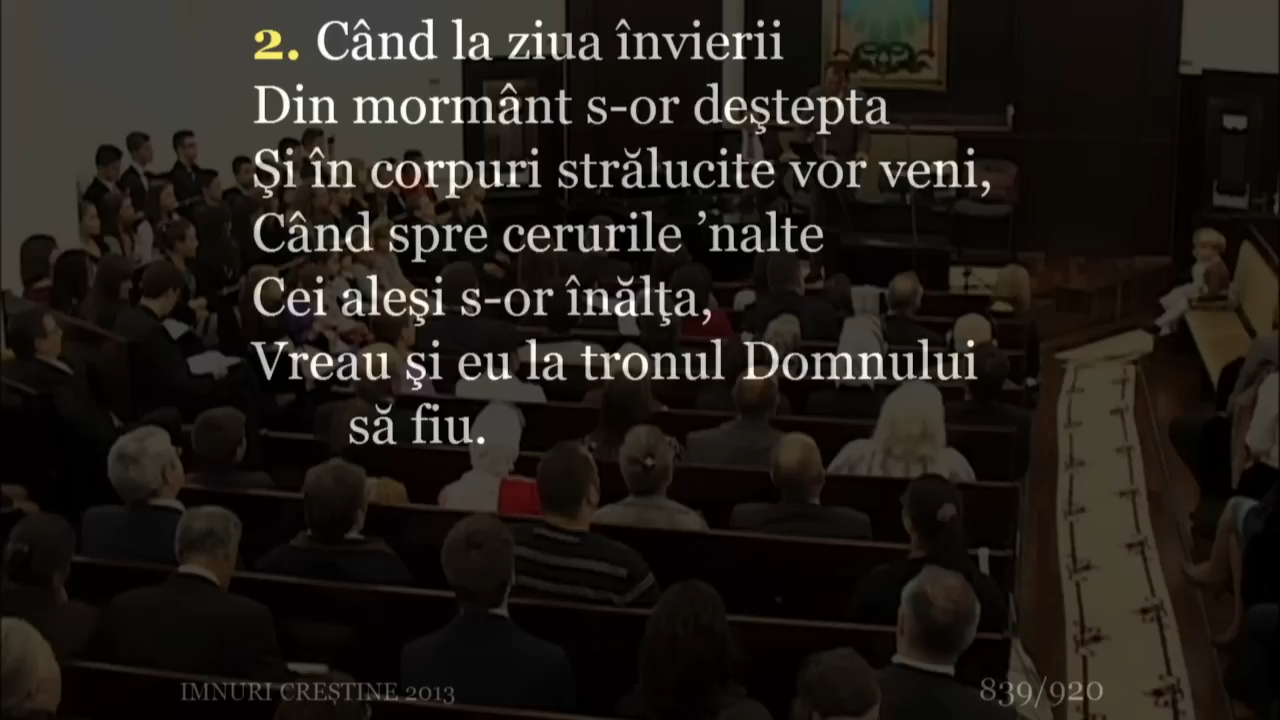 2. Când la ziua învierii
Din mormânt s-or deştepta
Şi în corpuri strălucite vor veni,
Când spre cerurile ’nalte
Cei aleşi s-or înălţa,
Vreau şi eu la tronul Domnului
să fiu.
IMNURI CREȘTINE 2013
839/920